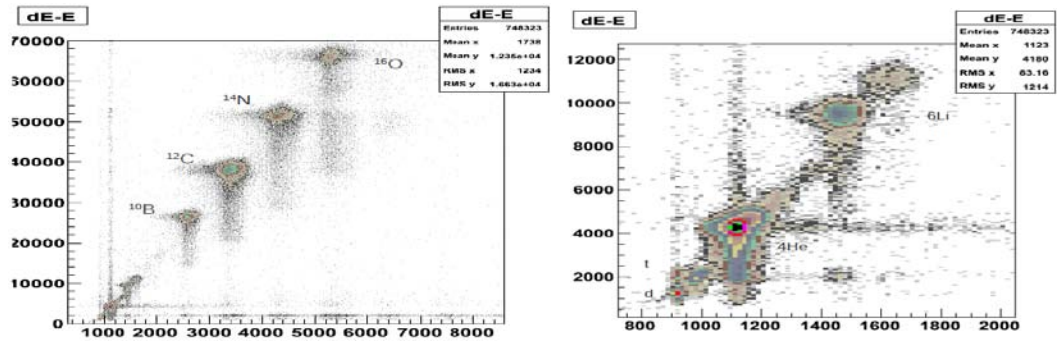 dE-E
dE-E
Entries 748323
Mean x 1738
Mean y 1.235e+04
RMS x 1234
RMS y 1.663e+04
70000
60000
50000
40000
30000
20000
10000
0
1000 2000 3000 4000 5000 6000 7000 8000
¹⁶O
¹⁴N
¹²C
¹⁰B
dE-E
dE-E
Entries 748323
Mean x 1123
Mean y 4180
RMS x 83.16
RMS y 1214
12000
10000
8000
6000
4000
2000
0
800 1000 1200 1400 1600 1800 2000
6Li
4He
t
d